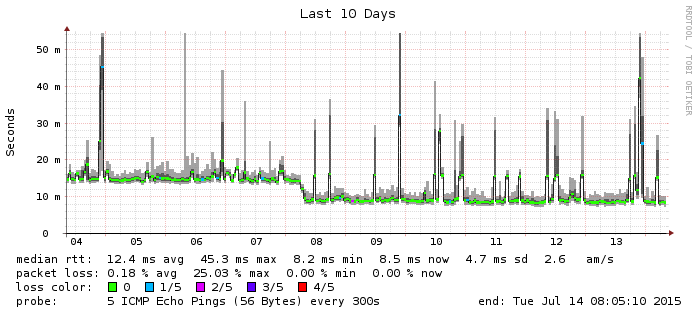 Last 10 Days
RRDTOOL / TOBI OETIKER
Seconds
50 m
40 m
30 m
20 m
10 m
0
04 05 06 07 08 09 10 11 12 13
median rtt: 12.4 ms avg 45.3 ms max 8.2 ms min 8.5 ms now 4.7 ms sd 2.6 am/s
packet loss: 0.18 % avg 25.03 % max 0.00 % min 0.00 % now
loss color: 0 1/5 2/5 3/5 4/5
probe: 5 ICMP Echo Pings (56 Bytes) every 300s end: Tue Jul 14 08:05:10 2015